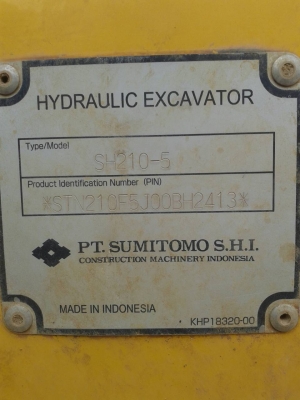 HYDRAULIC EXCAVATOR
Type/Model
SH210-5
Product Identification Number (PIN)
PT. SUMITOMO S.H.I.
CONSTRUCTION MACHINERY INDONESIA
MADE IN INDONESIA
KHP18320-00